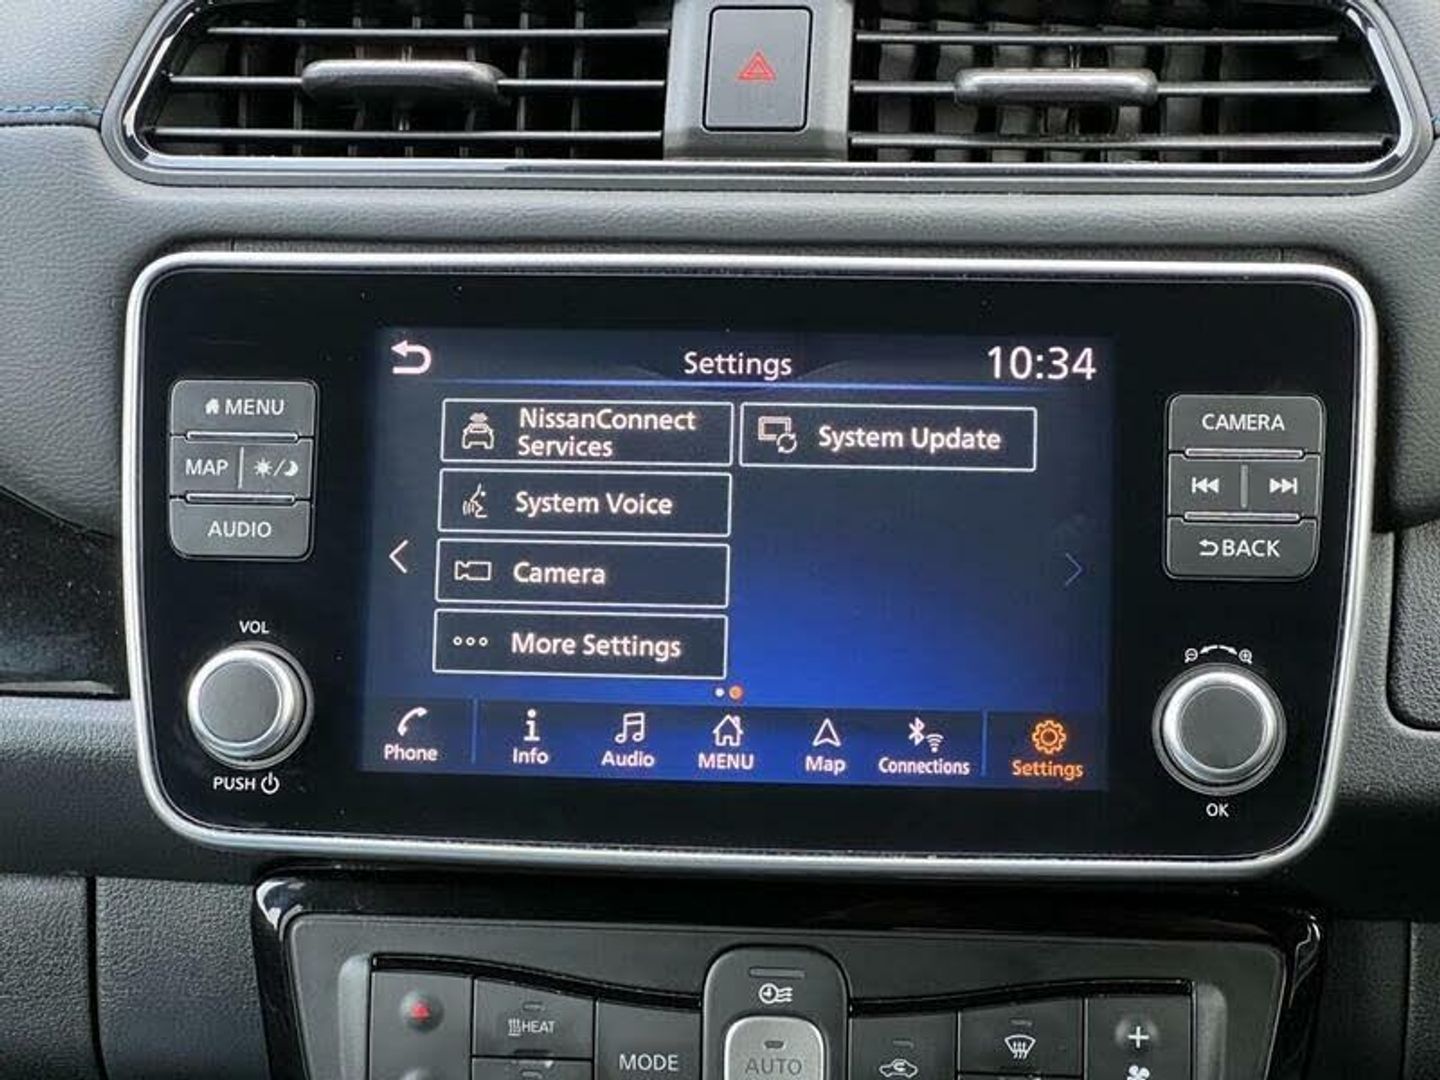 Settings 10:34
NissanConnect
Services
System Update
System Voice
Camera
More Settings
Phone
Info
Audio
MENU
Map
Connections
Settings
MENU
MAP
AUDIO
VOL
PUSH
CAMERA
BACK
OK
HEAT
MODE
AUTO
+